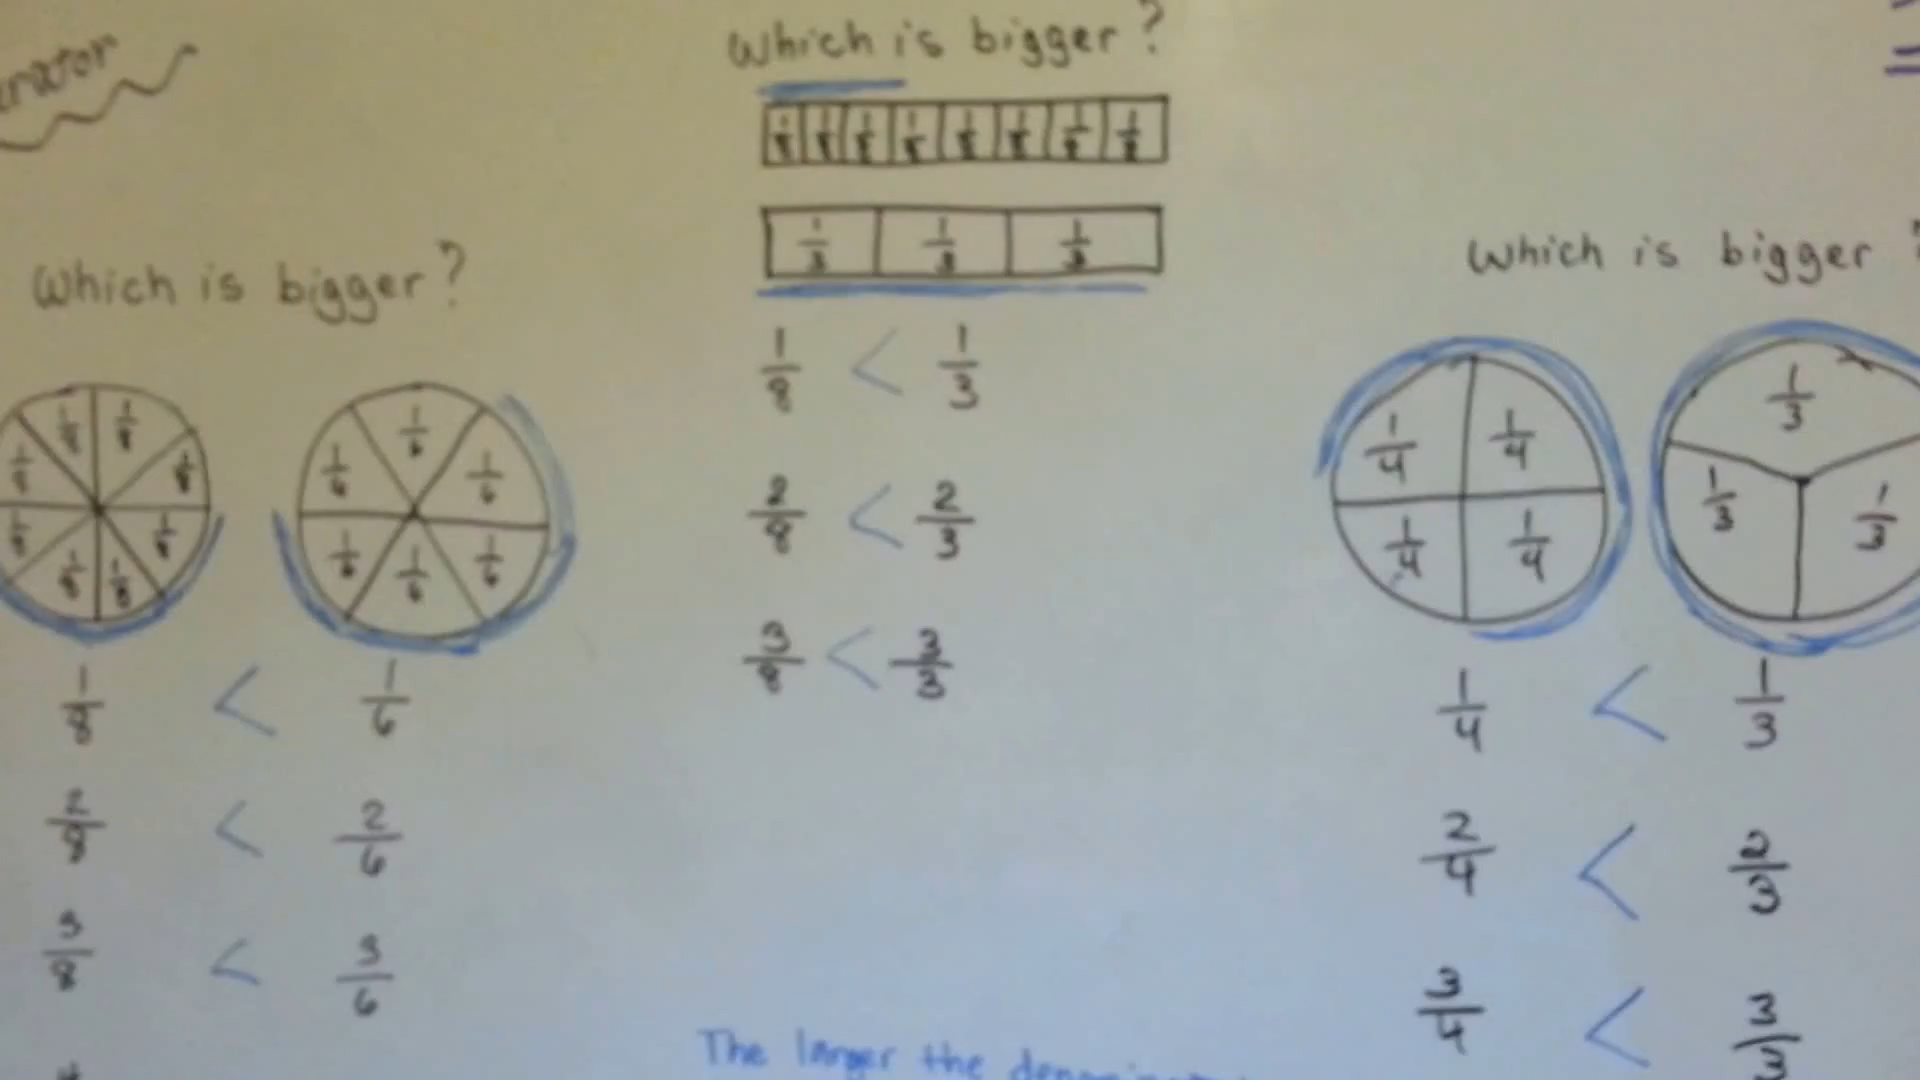 Which is bigger?
1/8 1/8 1/8 1/8 1/8 1/8 1/8 1/8
1/3 1/3 1/3
1/8 < 1/3
2/8 < 2/3
3/8 < 3/3
Which is bigger?
1/8 1/8 1/8 1/8 1/8 1/8 1/8 1/8
1/6 1/6 1/6 1/6 1/6 1/6
1/8 < 1/6
2/8 < 2/6
3/8 < 3/6
Which is bigger ?
1/4 1/4 1/4 1/4
1/3 1/3 1/3
1/4 < 1/3
2/4 < 2/3
3/4 < 3/3
The larger the